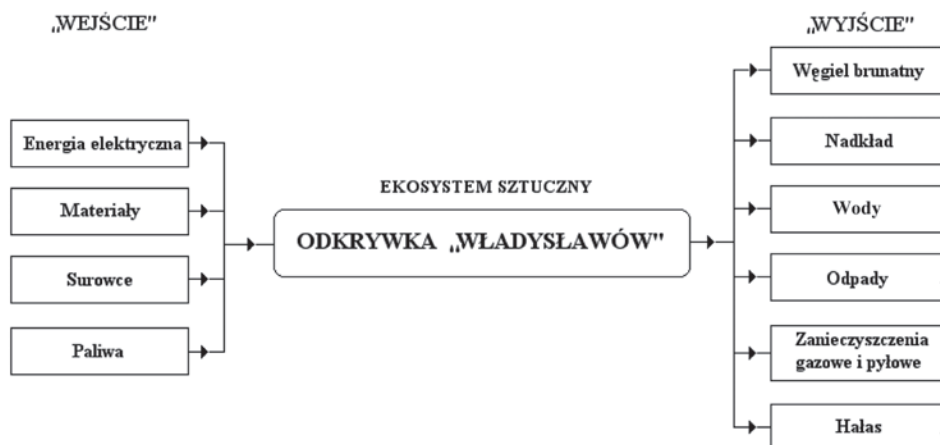 „WEJŚCIE”
„WYJŚCIE”
Energia elektryczna
Materiały
Surowce
Paliwa
EKOSYSTEM SZTUCZNY
ODKRYWKA „WŁADYSŁAWÓW”
Węgiel brunatny
Nadkład
Wody
Odpady
Zanieczyszczenia
gazowe i pyłowe
Hałas